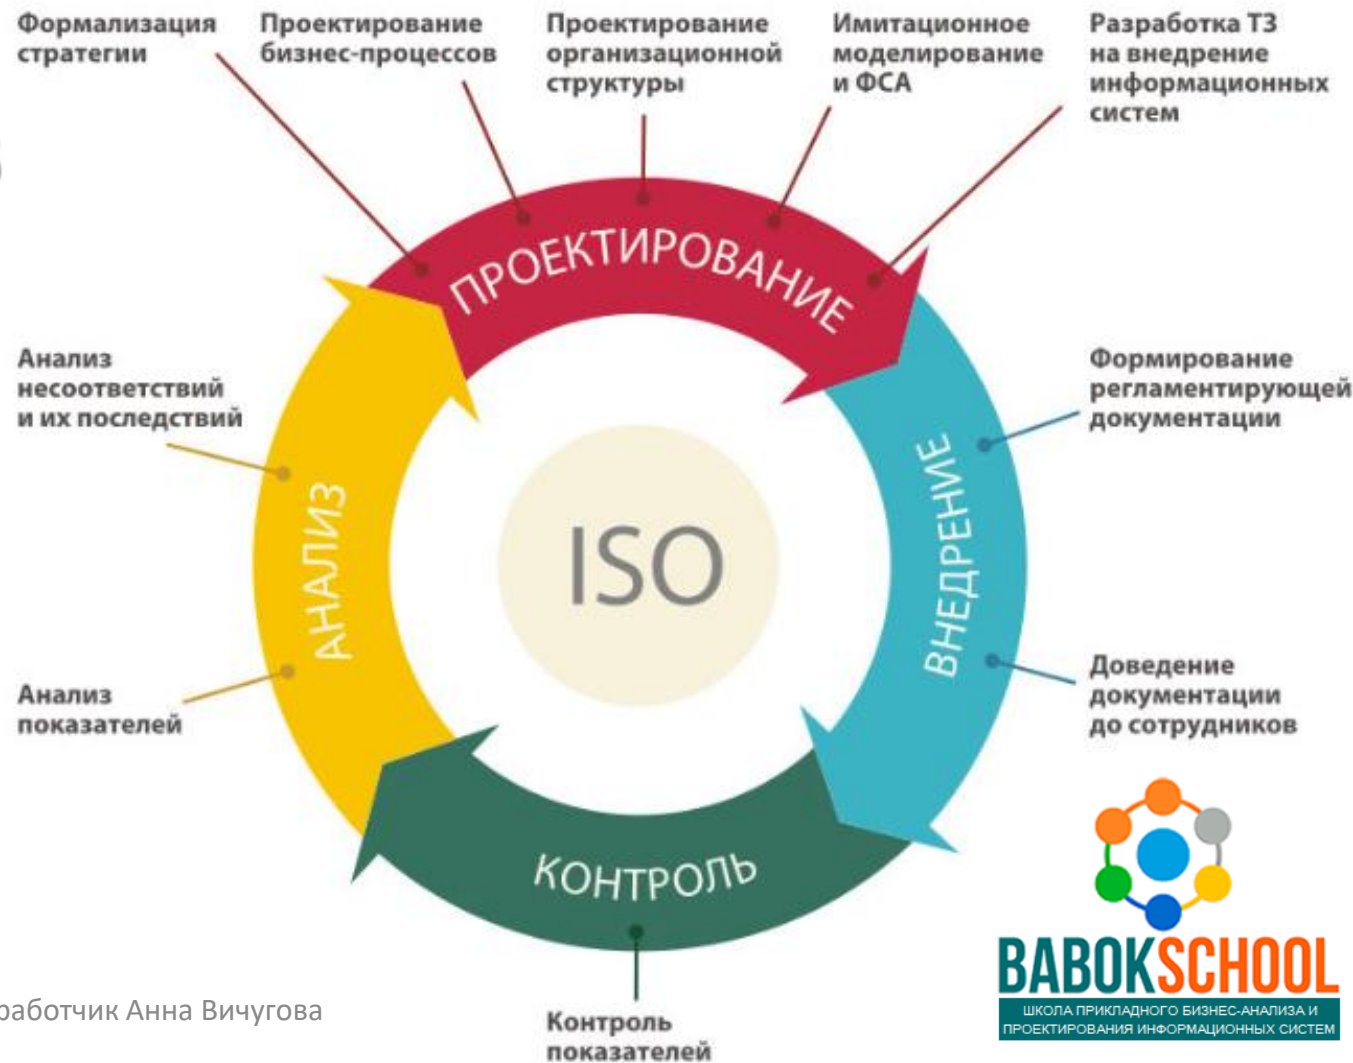 Формализация
стратегии
Проектирование
бизнес-процессов
Проектирование
организационной
структуры
Имитационное
моделирование
и ФСА
Разработка ТЗ
на внедрение
информационных
систем
ПРОЕКТИРОВАНИЕ
Анализ
несоответствий
и их последствий
Формирование
регламентирующей
документации
АНАЛИЗ
ISO
ВНЕДРЕНИЕ
Анализ
показателей
Доведение
документации
до сотрудников
КОНТРОЛЬ
Контроль
показателей
Анна Вичугова
BABOKSCHOOL
ШКОЛА ПРИКЛАДНОГО БИЗНЕС-АНАЛИЗА И
ПРОЕКТИРОВАНИЯ ИНФОРМАЦИОННЫХ СИСТЕМ